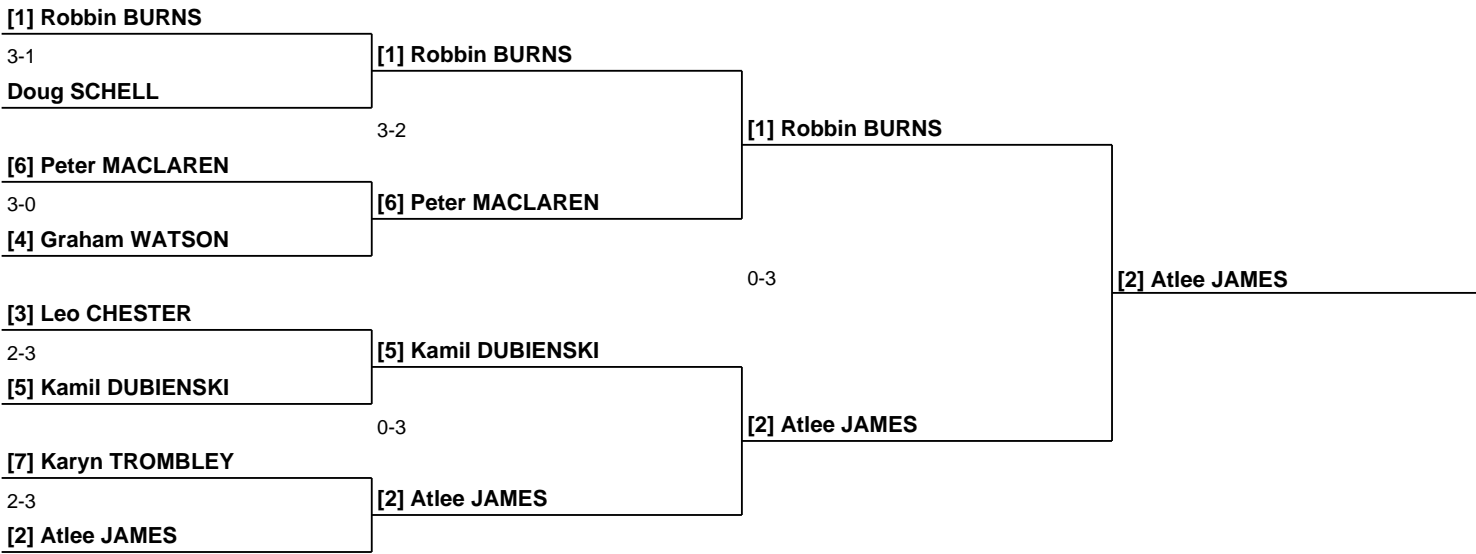 [1] Robbin BURNS
3-1
[1] Robbin BURNS
Doug SCHELL
3-2
[1] Robbin BURNS
[6] Peter MACLAREN
3-0
[6] Peter MACLAREN
[4] Graham WATSON
0-3
[2] Atlee JAMES
[3] Leo CHESTER
2-3
[5] Kamil DUBIENSKI
[5] Kamil DUBIENSKI
0-3
[2] Atlee JAMES
[7] Karyn TROMBLEY
2-3
[2] Atlee JAMES
[2] Atlee JAMES